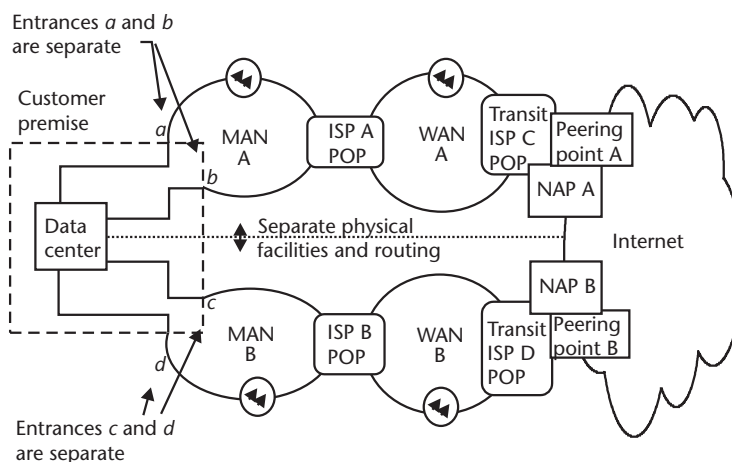 Entrances a and b
are separate
Customer
premise
a
b
MAN
A
ISP A
POP
WAN
A
Transit
ISP C
POP
Peering
point A
NAP A
Data
center
Separate physical
facilities and routing
Internet
NAP B
c
d
MAN
B
ISP B
POP
WAN
B
Transit
ISP D
POP
Peering
point B
Entrances c and d
are separate